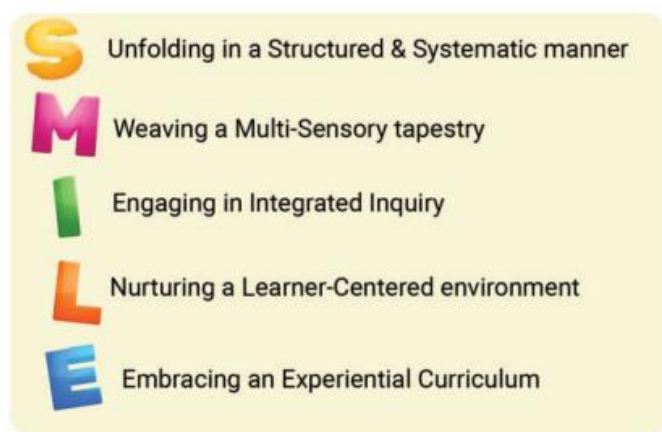 S Unfolding in a Structured & Systematic manner
M Weaving a Multi-Sensory tapestry
I Engaging in Integrated Inquiry
L Nurturing a Learner-Centered environment
E Embracing an Experiential Curriculum